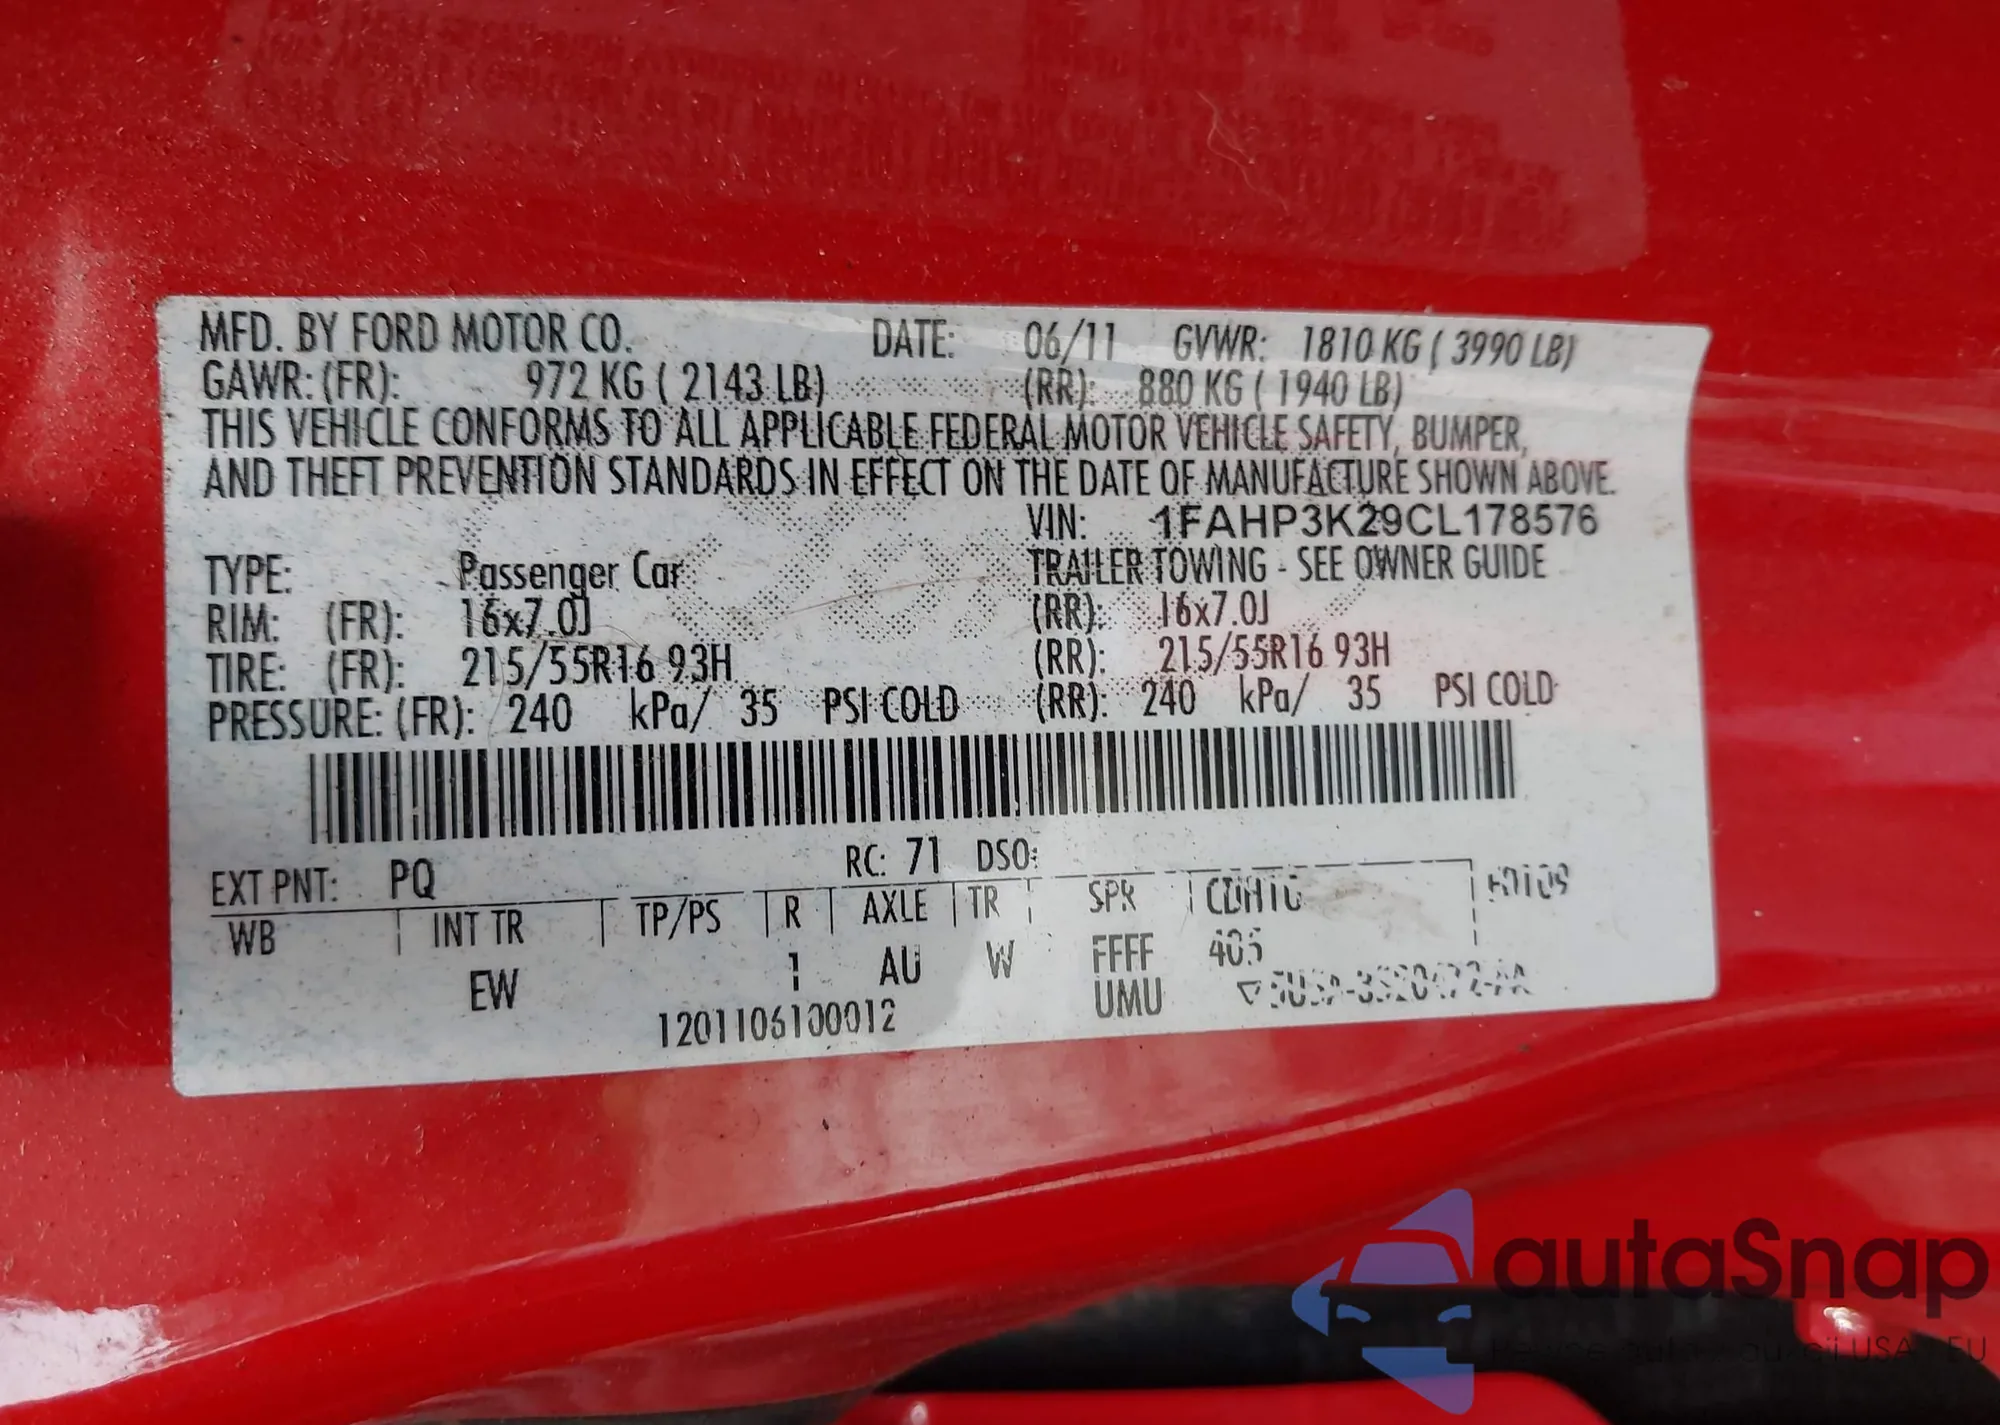 MFD. BY FORD MOTOR CO. DATE: 06/11 GVWR: 1810 KG ( 3990 LB)
GAWR: (FR): 972 KG ( 2143 LB) (RR): 880 KG ( 1940 LB)
THIS VEHICLE CONFORMS TO ALL APPLICABLE FEDERAL MOTOR VEHICLE SAFETY, BUMPER,
AND THEFT PREVENTION STANDARDS IN EFFECT ON THE DATE OF MANUFACTURE SHOWN ABOVE.
VIN: 1FAHP3K29CL178576
TYPE: Passenger Car TRAILER TOWING - SEE OWNER GUIDE
RIM: (FR): 16x7.0J (RR): 16x7.0J
TIRE: (FR): 215/55R16 93H (RR): 215/55R16 93H
PRESSURE: (FR): 240 kPa/ 35 PSI COLD (RR): 240 kPa/ 35 PSI COLD
EXT PNT: PQ RC: 71 DSO:
WB INT TR TP/PS R AXLE TR SPR
EW 1 AU W FFFF 405
UMU
1201106100012
autaSnap
USA EU